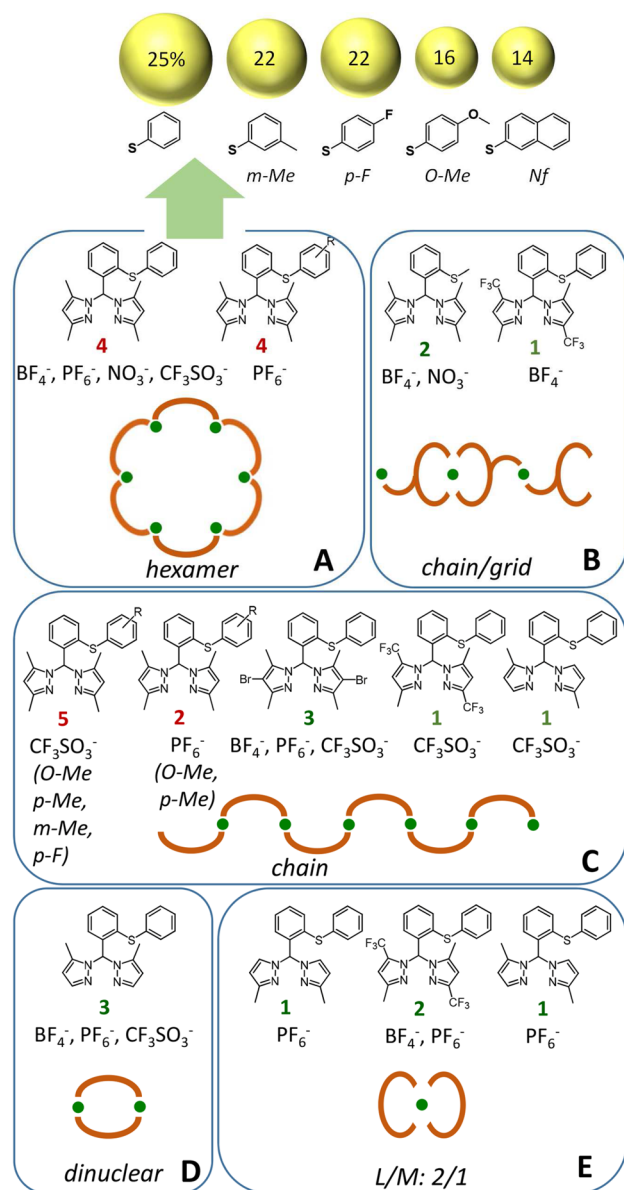 25% 22 22 16 14
S S S F S O S
m-Me p-F O-Me Nf
S S R
N N N N N N N N
4 4
BF₄⁻, PF₆⁻, NO₃⁻, CF₃SO₃⁻ PF₆⁻
hexamer A
S F₃C S
N N N N N N N N
CF₃
2 1
BF₄⁻, NO₃⁻ BF₄⁻
chain/grid B
S R S R S F₃C S S
N N N N N N N N Br N N N N Br N N N N N N N N
CF₃
5 2 3 1 1
CF₃SO₃⁻ PF₆⁻ BF₄⁻, PF₆⁻, CF₃SO₃⁻ CF₃SO₃⁻ CF₃SO₃⁻
(O-Me (O-Me,
p-Me, p-Me)
m-Me,
p-F)
chain C
S
N N N N
3
BF₄⁻, PF₆⁻, CF₃SO₃⁻
dinuclear D
S F₃C S S
N N N N N N N N N N N N
CF₃
1 2 1
PF₆⁻ BF₄⁻, PF₆⁻ PF₆⁻
L/M: 2/1 E